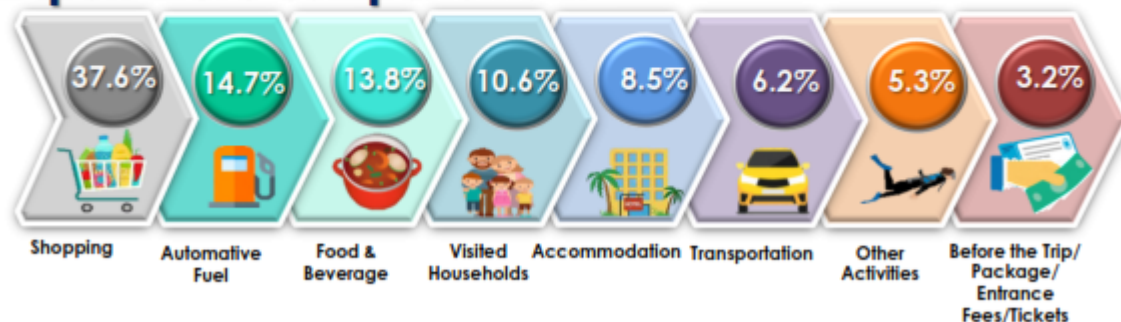 37.6%
14.7%
13.8%
10.6%
8.5%
6.2%
5.3%
3.2%
HOTEL
Shopping
Automative
Fuel
Food &
Beverage
Visited
Households
Accommodation
Transportation
Other
Activities
Before the Trip/
Package/
Entrance
Fees/Tickets